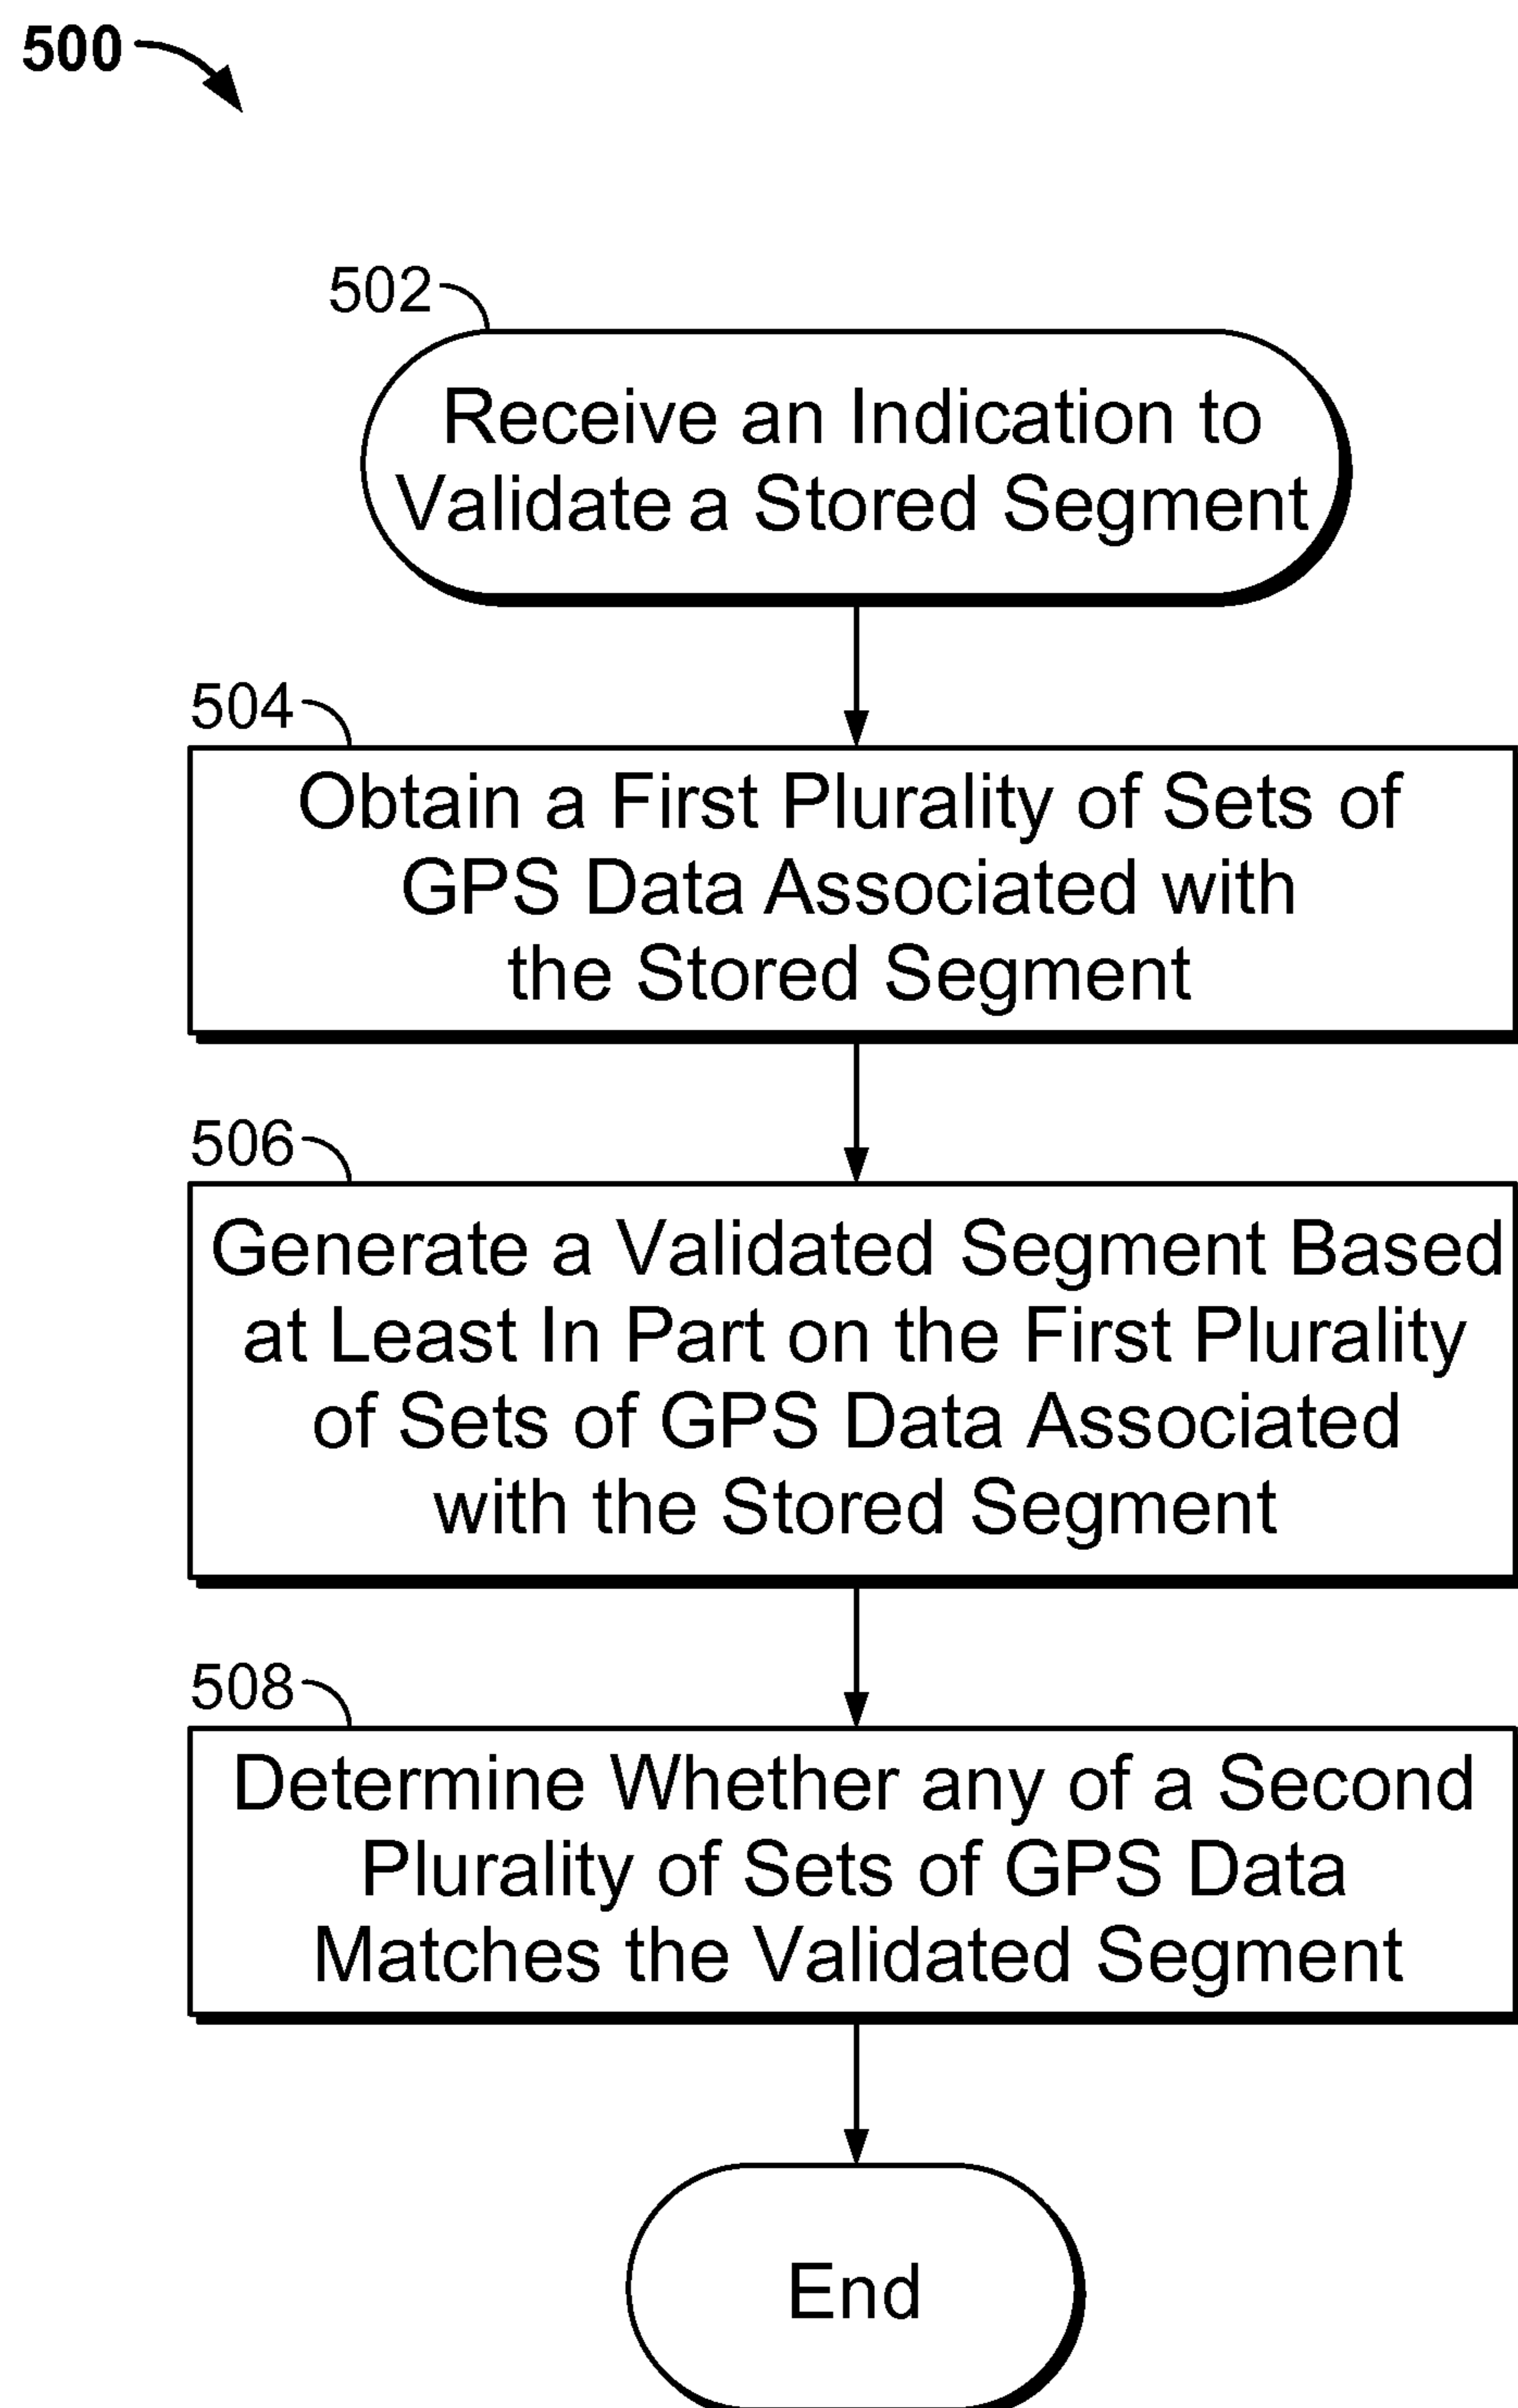 500
502
Receive an Indication to
Validate a Stored Segment
504
Obtain a First Plurality of Sets of
GPS Data Associated with
the Stored Segment
506
Generate a Validated Segment Based
at Least In Part on the First Plurality
of Sets of GPS Data Associated
with the Stored Segment
508
Determine Whether any of a Second
Plurality of Sets of GPS Data
Matches the Validated Segment
End